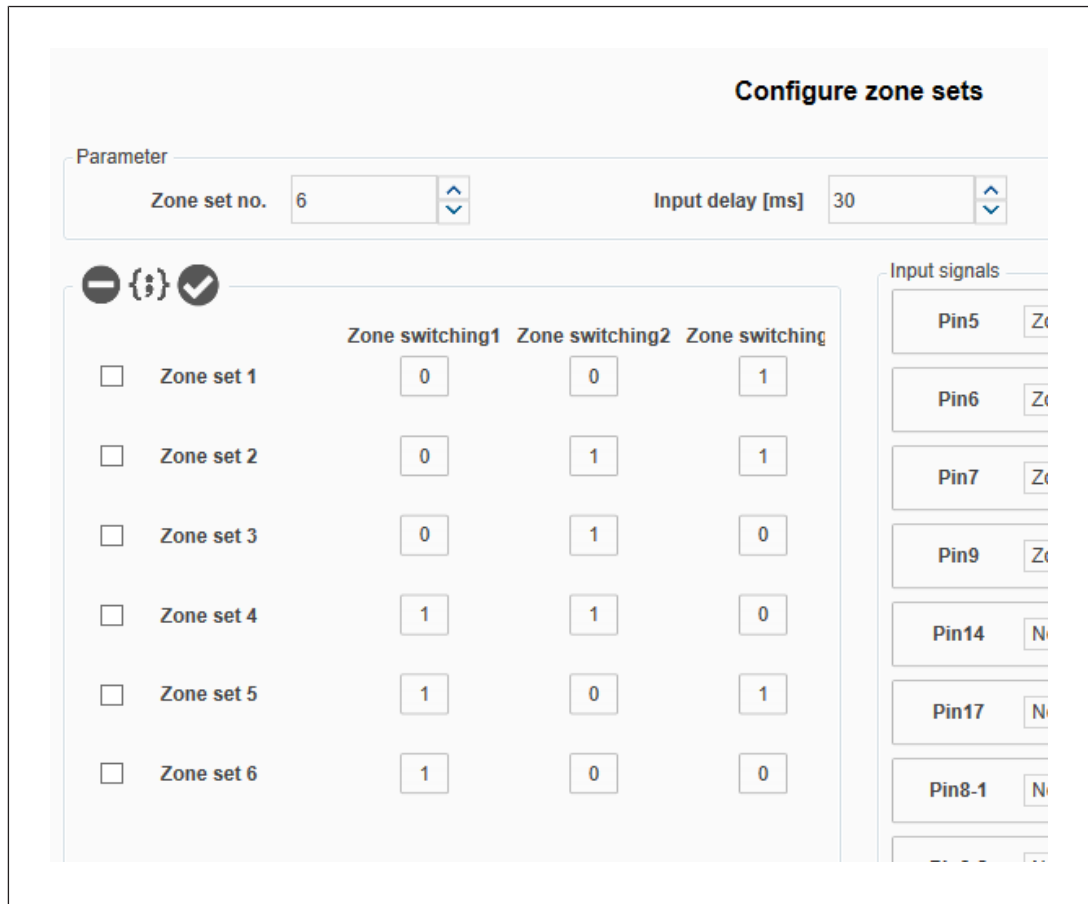 Configure zone sets
Parameter
Zone set no. 6 Input delay [ms] 30
{;}
Zone switching1 Zone switching2 Zone switching
Zone set 1 0 0 1
Zone set 2 0 1 1
Zone set 3 0 1 0
Zone set 4 1 1 0
Zone set 5 1 0 1
Zone set 6 1 0 0
Input signals
Pin5
Pin6
Pin7
Pin9
Pin14
Pin17
Pin8-1